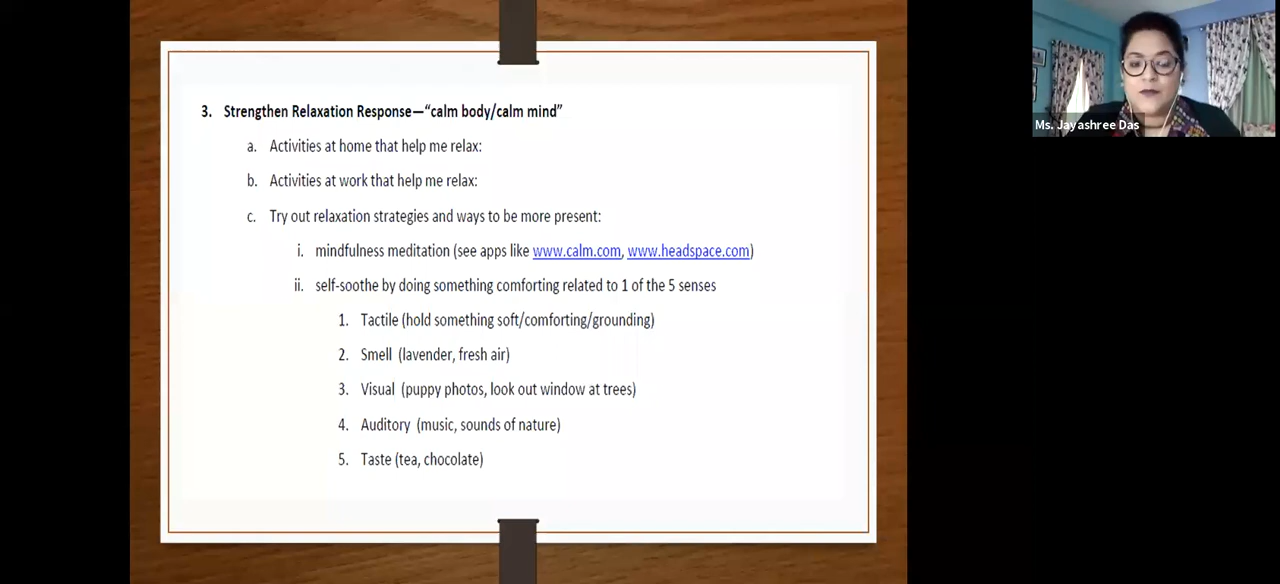 3. Strengthen Relaxation Response—“calm body/calm mind”
a. Activities at home that help me relax:
b. Activities at work that help me relax:
c. Try out relaxation strategies and ways to be more present:
i. mindfulness meditation (see apps like www.calm.com, www.headspace.com)
ii. self-soothe by doing something comforting related to 1 of the 5 senses
1. Tactile (hold something soft/comforting/grounding)
2. Smell (lavender, fresh air)
3. Visual (puppy photos, look out window at trees)
4. Auditory (music, sounds of nature)
5. Taste (tea, chocolate)
Ms. Jayashree Das